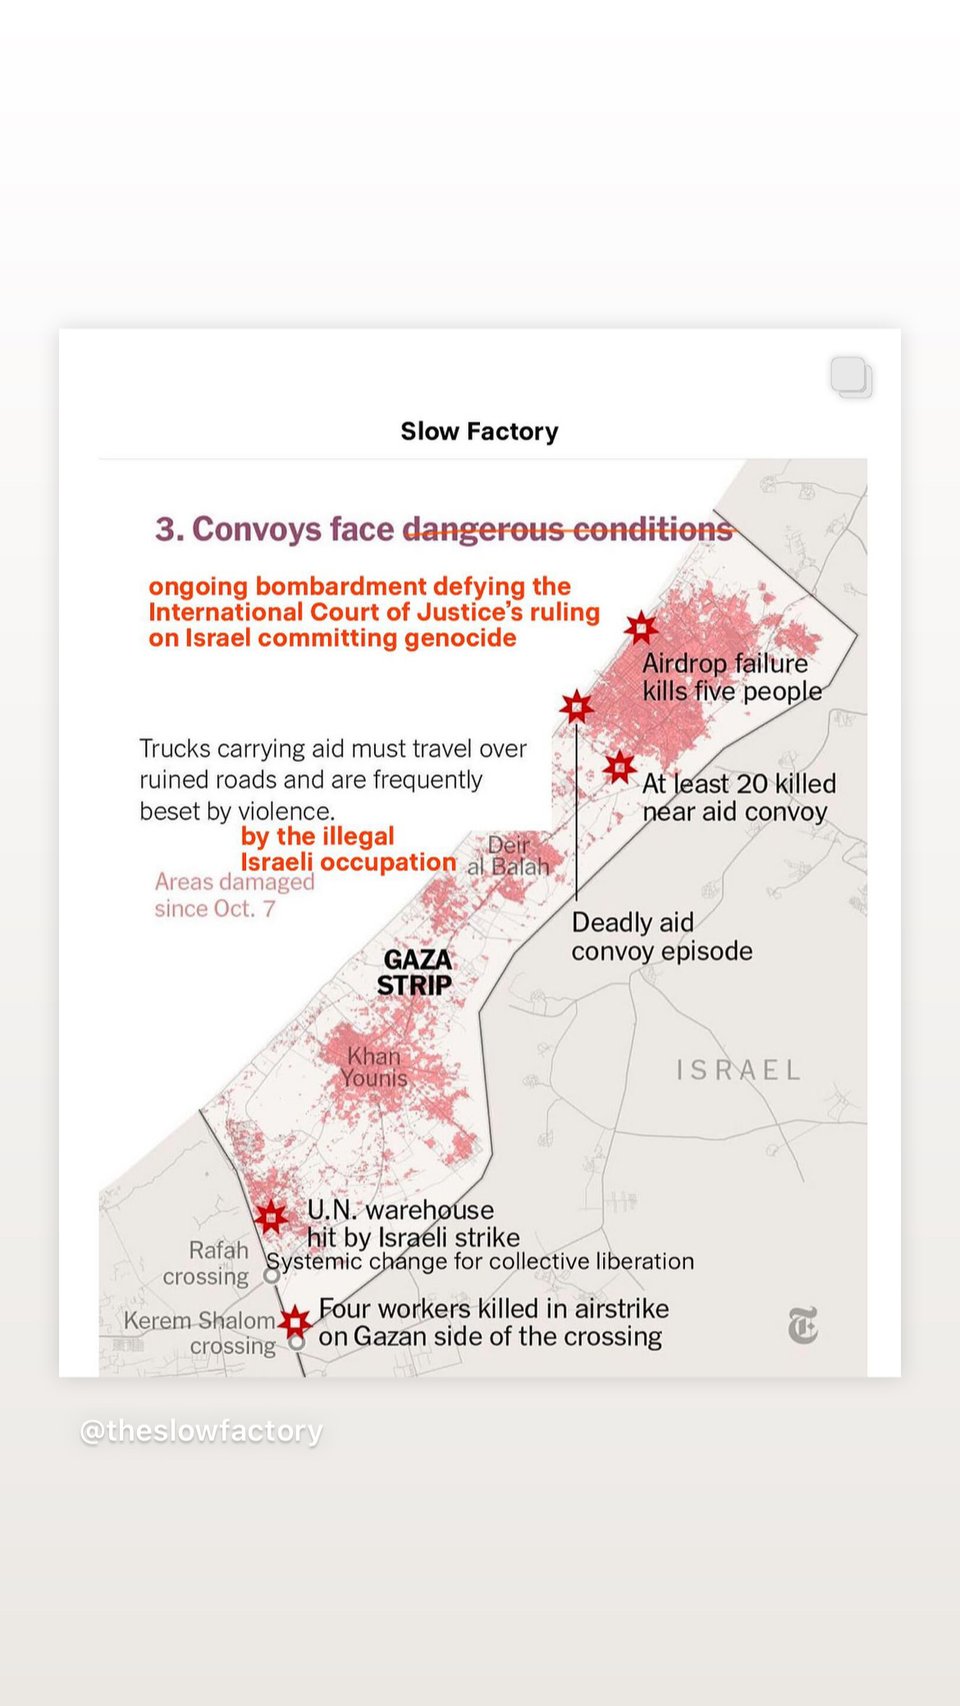 Slow Factory
3. Convoys face dangerous conditions
ongoing bombardment defying the
International Court of Justice’s ruling
on Israel committing genocide
Airdrop failure
kills five people
Trucks carrying aid must travel over
ruined roads and are frequently
beset by violence.
by the illegal
Israeli occupation
At least 20 killed
near aid convoy
Deir
al Balah
Areas damaged
since Oct. 7
Deadly aid
convoy episode
GAZA
STRIP
Khan
Younis
ISRAEL
U.N. warehouse
hit by Israeli strike
Rafah
crossing
Systemic change for collective liberation
Kerem Shalom
crossing
Four workers killed in airstrike
on Gazan side of the crossing
T
@theslowfactory